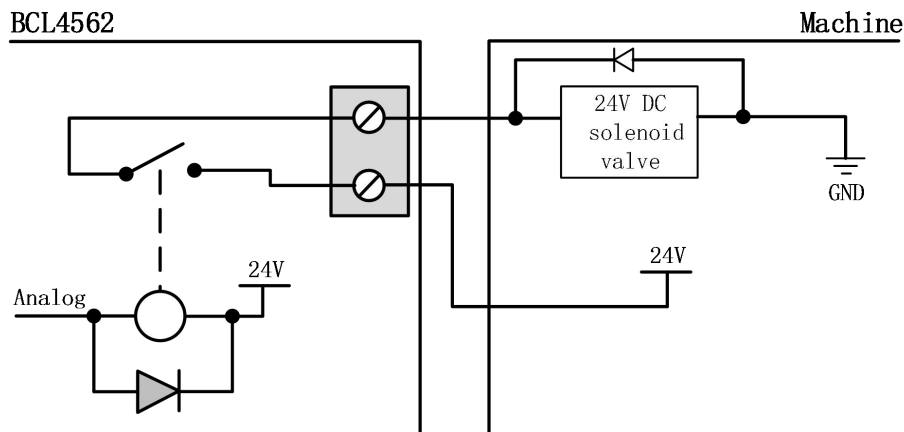 BCL4562
Machine
24V DC
solenoid
valve
GND
24V
24V
Analog